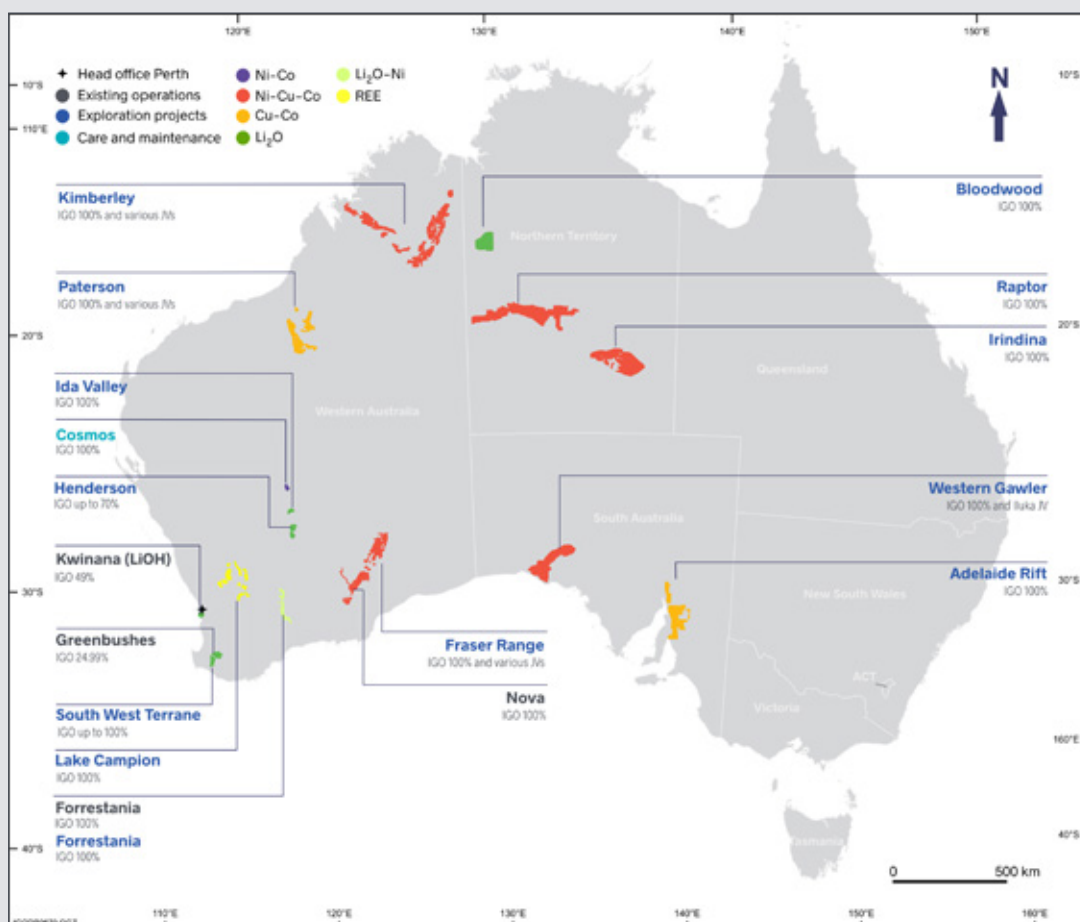 120°E 130°E 140°E 150°E
10°S
110°E
20°S
30°S
40°S
10°S
20°S
30°S
160°E
40°S
Head office Perth
Existing operations
Exploration projects
Care and maintenance
Ni-Co
Ni-Cu-Co
Cu-Co
Li₂O
Li₂O-Ni
REE
N
Kimberley
IGO 100% and various JVs
Paterson
IGO 100% and various JVs
Ida Valley
IGO 100%
Cosmos
IGO 100%
Henderson
IGO up to 70%
Kwinana (LiOH)
IGO 49%
Greenbushes
IGO 24.99%
South West Terrane
IGO up to 100%
Lake Campion
IGO 100%
Forrestania
IGO 100%
Forrestania
IGO 100%
Bloodwood
IGO 100%
Raptor
IGO 100%
Irindina
IGO 100%
Western Gawler
IGO 100% and Iluka JV
Adelaide Rift
IGO 100%
Fraser Range
IGO 100% and various JVs
Nova
IGO 100%
Northern Territory
Queensland
Western Australia
South Australia
New South Wales
ACT
Victoria
Tasmania
0 500 km
110°E 120°E 130°E 140°E 150°E 160°E